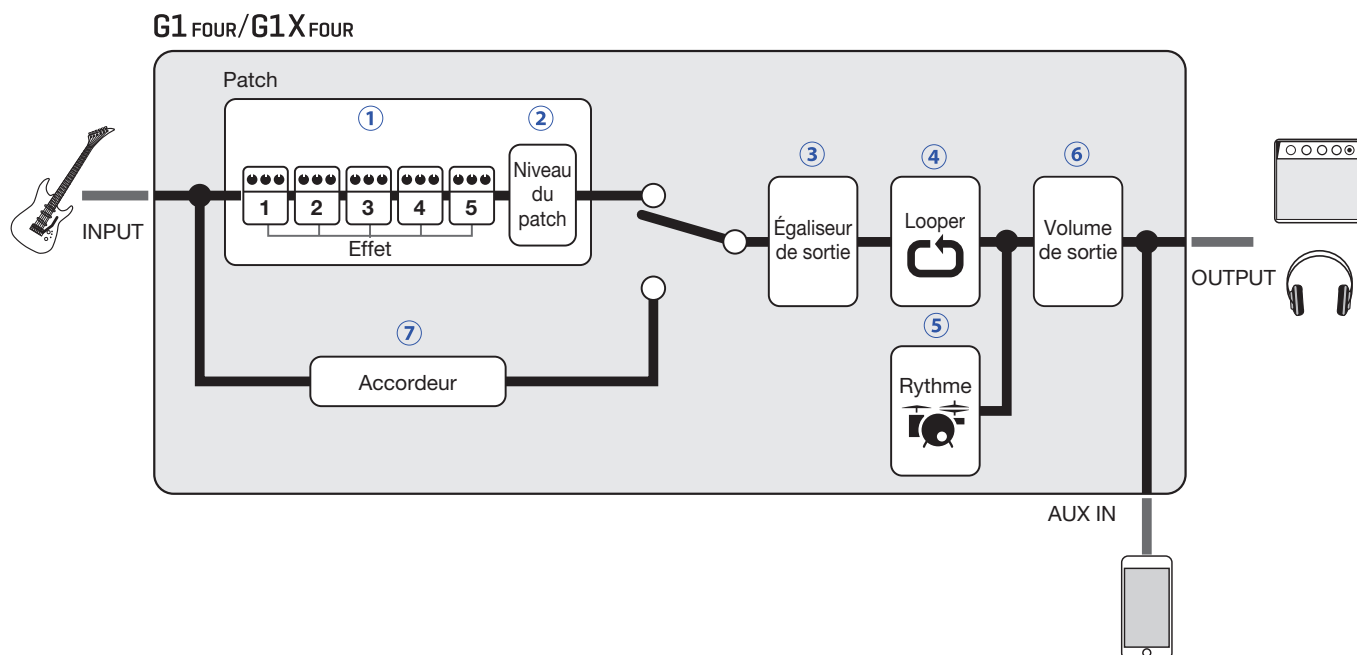 G1 FOUR/G1X FOUR
Patch
① ②
③ ④ ⑥
Niveau
du
patch
1 2 3 4 5
Effet
INPUT
Égaliseur
de sortie
Looper
Volume
de sortie
OUTPUT
⑤
⑦
Accordeur
Rythme
AUX IN